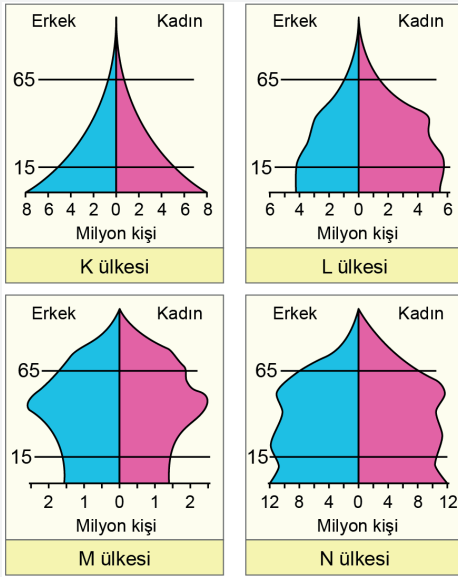 Erkek Kadın
65
15
8 6 4 2 0 2 4 6 8
Milyon kişi
K ülkesi
Erkek Kadın
65
15
6 4 2 0 2 4 6
Milyon kişi
L ülkesi
Erkek Kadın
65
15
2 1 0 1 2
Milyon kişi
M ülkesi
Erkek Kadın
65
15
12 8 4 0 4 8 12
Milyon kişi
N ülkesi